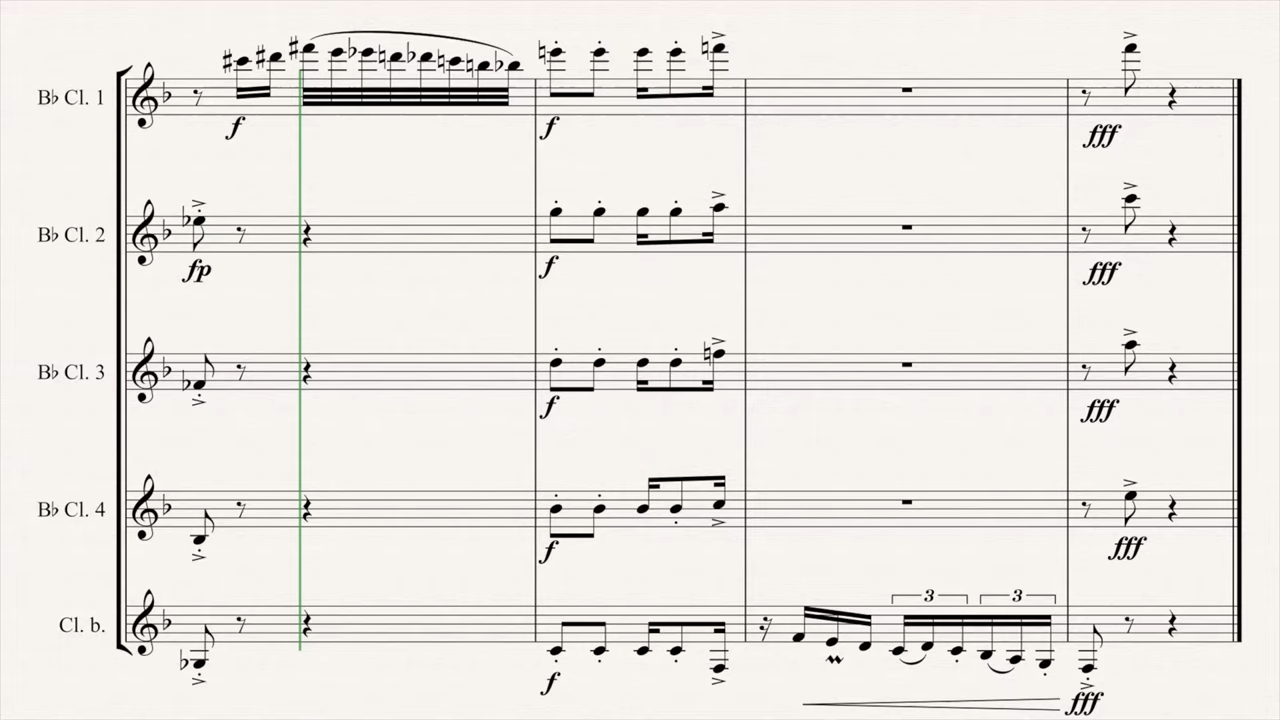 B♭ Cl. 1
f
f
fff
B♭ Cl. 2
fp
f
fff
B♭ Cl. 3
f
fff
B♭ Cl. 4
f
fff
3 3
Cl. b.
f
fff